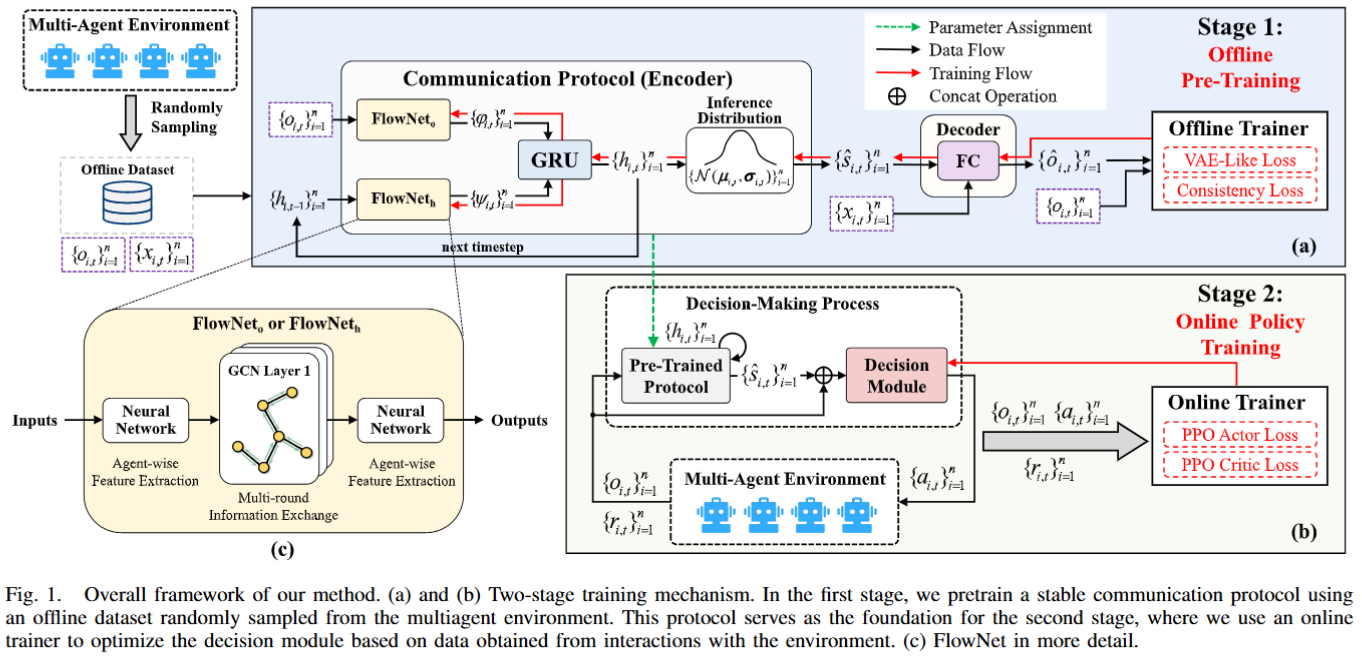 Multi-Agent Environment
Randomly
Sampling
Offline Dataset
{o_{i,t}}_{i=1}^{n} {x_{i,t}}_{i=1}^{n}
Parameter Assignment
Data Flow
Training Flow
Concat Operation
Stage 1:
Offline
Pre-Training
Communication Protocol (Encoder)
{o_{i,t}}_{i=1}^{n}
FlowNet_o
{φ_{i,t}}_{i=1}^{n}
GRU
{h_{i,t}}_{i=1}^{n}
Inference
Distribution
{N(μ_{i,t}, σ_{i,t})}_{i=1}^{n}
{h_{i,t-1}}_{i=1}^{n}
FlowNet_h
{ψ_{i,t}}_{i=1}^{n}
next timestep
{ŝ_{i,t}}_{i=1}^{n}
{x_{i,t}}_{i=1}^{n}
Decoder
FC
{ô_{i,t}}_{i=1}^{n}
{o_{i,t}}_{i=1}^{n}
Offline Trainer
VAE-Like Loss
Consistency Loss
(a)
FlowNet_o or FlowNet_h
Inputs
Neural
Network
Agent-wise
Feature Extraction
GCN Layer 1
Multi-round
Information Exchange
Neural
Network
Agent-wise
Feature Extraction
Outputs
(c)
Stage 2:
Online Policy
Training
Decision-Making Process
{h_{i,t}}_{i=1}^{n}
Pre-Trained
Protocol
{ŝ_{i,t}}_{i=1}^{n}
Decision
Module
{o_{i,t}}_{i=1}^{n} {a_{i,t}}_{i=1}^{n}
{r_{i,t}}_{i=1}^{n}
Online Trainer
PPO Actor Loss
PPO Critic Loss
{o_{i,t}}_{i=1}^{n}
{r_{i,t}}_{i=1}^{n}
Multi-Agent Environment
{a_{i,t}}_{i=1}^{n}
(b)
Fig. 1. Overall framework of our method. (a) and (b) Two-stage training mechanism. In the first stage, we pretrain a stable communication protocol using
an offline dataset randomly sampled from the multiagent environment. This protocol serves as the foundation for the second stage, where we use an online
trainer to optimize the decision module based on data obtained from interactions with the environment. (c) FlowNet in more detail.